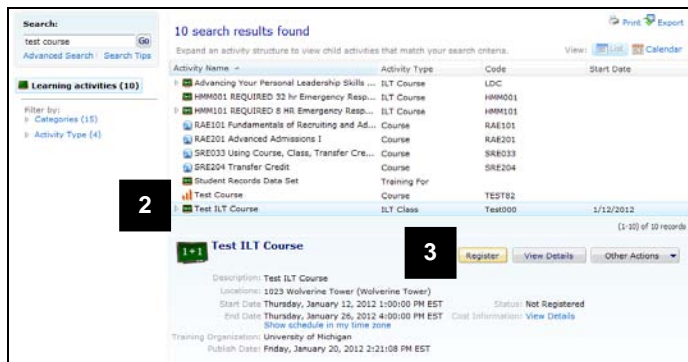 Search:
test course Go
Advanced Search | Search Tips
Learning activities (10)
Filter by:
Categories (15)
Activity Type (4)
10 search results found
Print Export
Expand an activity structure to view child activities that match your search criteria.
View: List Calendar
Activity Name Activity Type Code Start Date
Advancing Your Personal Leadership Skills ... ILT Course LDC
HMM001 REQUIRED 32 hr Emergency Resp... ILT Course HMM001
HMM101 REQUIRED 8 HR Emergency Resp... ILT Course HMM101
RAE101 Fundamentals of Recruiting and Ad... Course RAE101
RAE201 Advanced Admissions I Course RAE201
SRE033 Using Course, Class, Transfer Cre... Course SRE033
SRE204 Transfer Credit Course SRE204
Student Records Data Set Training For
Test Course Course TEST82
2
Test ILT Course ILT Class Test000 1/12/2012
(1-10) of 10 records
1+1
Test ILT Course
3
Register View Details Other Actions
Description: Test ILT Course
Locations: 1023 Wolverine Tower (Wolverine Tower)
Start Date Thursday, January 12, 2012 1:00:00 PM EST Status: Not Registered
End Date Thursday, January 26, 2012 4:00:00 PM EST Cost Information: View Details
Show schedule in my time zone
Training Organization: University of Michigan
Publish Date: Friday, January 20, 2012 2:21:08 PM EST